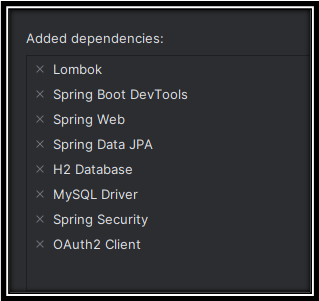 Added dependencies:
Lombok
Spring Boot DevTools
Spring Web
Spring Data JPA
H2 Database
MySQL Driver
Spring Security
OAuth2 Client